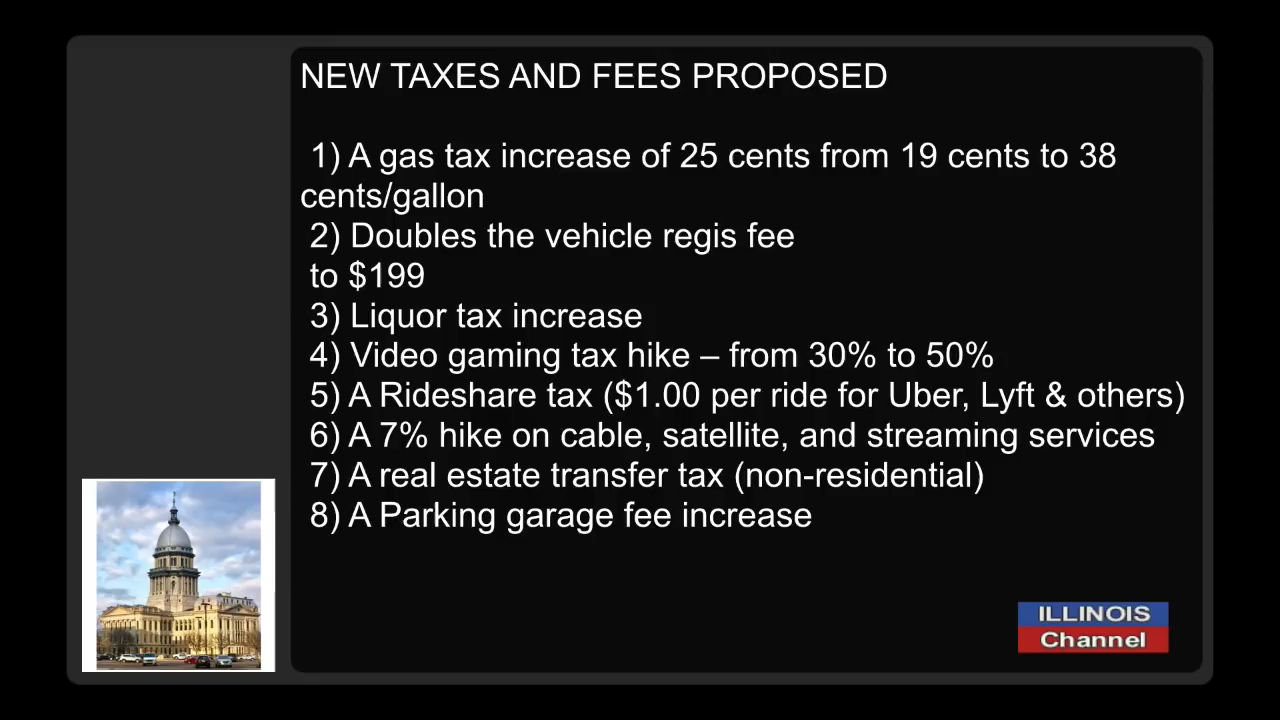 NEW TAXES AND FEES PROPOSED
1) A gas tax increase of 25 cents from 19 cents to 38
cents/gallon
2) Doubles the vehicle regis fee
to $199
3) Liquor tax increase
4) Video gaming tax hike – from 30% to 50%
5) A Rideshare tax ($1.00 per ride for Uber, Lyft & others)
6) A 7% hike on cable, satellite, and streaming services
7) A real estate transfer tax (non-residential)
8) A Parking garage fee increase
ILLINOIS
Channel